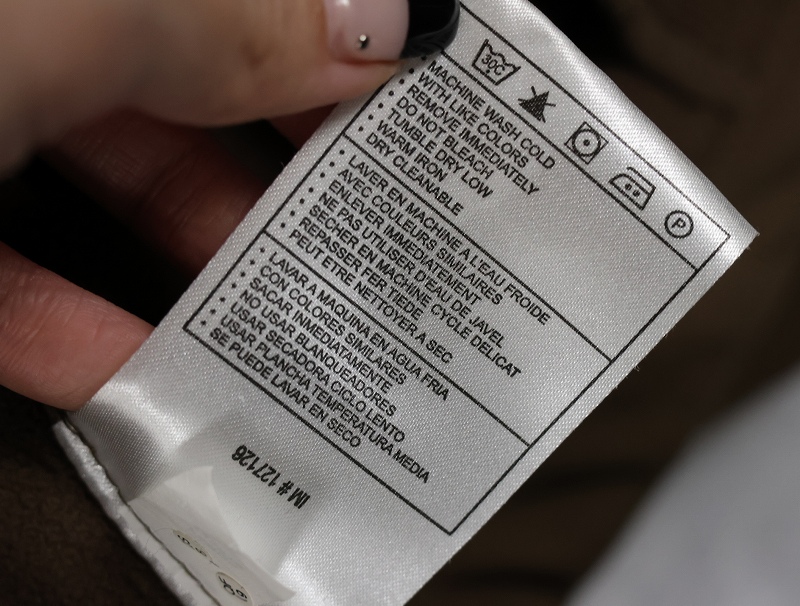 30C
P
MACHINE WASH COLD
WITH LIKE COLORS
REMOVE IMMEDIATELY
DO NOT BLEACH
TUMBLE DRY LOW
WARM IRON
DRY CLEANABLE
LAVER EN MACHINE A L'EAU FROIDE
AVEC COULEURS SIMILAIRES
ENLEVER IMMEDIATEMENT
NE PAS UTILISER D'EAU DE JAVEL
SECHER EN MACHINE CYCLE DELICAT
REPASSER FER TIEDE
PEUT ETRE NETTOYER A SEC
LAVAR A MAQUINA EN AGUA FRIA
CON COLORES SIMILARES
SACAR INMEDIATAMENTE
NO USAR BLANQUEADORES
USAR SECADORA CICLO LENTO
USAR PLANCHA TEMPERATURA MEDIA
SE PUEDE LAVAR EN SECO
IM # 127126